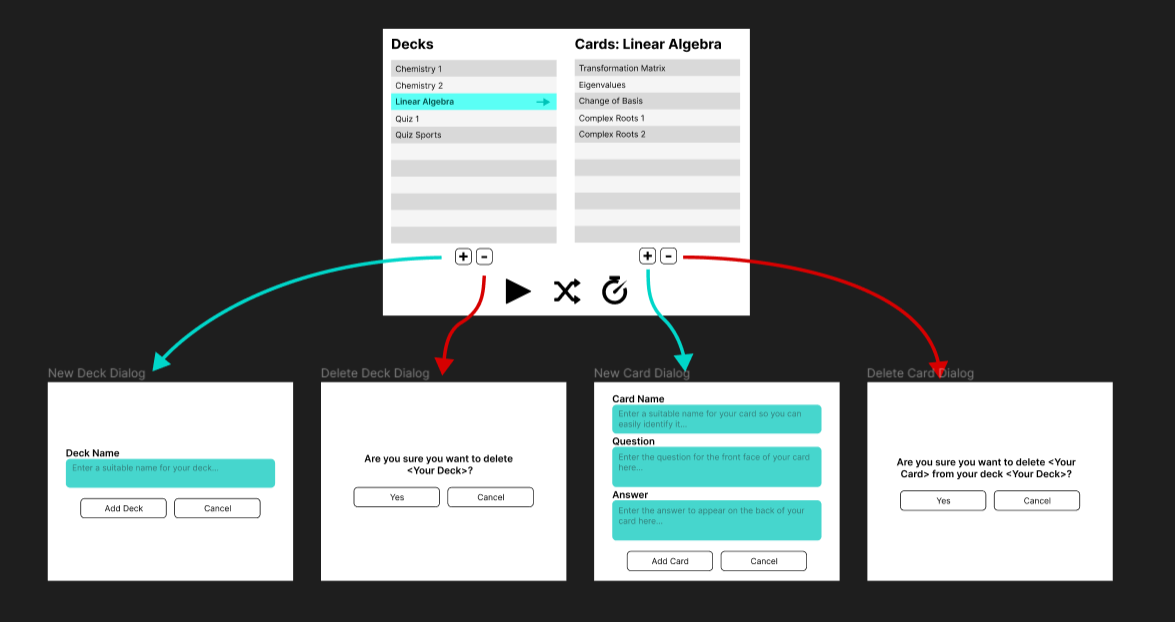 Decks
Chemistry 1
Chemistry 2
Linear Algebra
Quiz 1
Quiz Sports
Cards: Linear Algebra
Transformation Matrix
Eigenvalues
Change of Basis
Complex Roots 1
Complex Roots 2
+ -
+ -
New Deck Dialog
Deck Name
Enter a suitable name for your deck...
Add Deck
Cancel
Delete Deck Dialog
Are you sure you want to delete
<Your Deck>?
Yes
Cancel
New Card Dialog
Card Name
Enter a suitable name for your card so you can
easily identify it...
Question
Enter the question for the front face of your card
here...
Answer
Enter the answer to appear on the back of your
card here...
Add Card
Cancel
Delete Card Dialog
Are you sure you want to delete <Your
Card> from your deck <Your Deck>?
Yes
Cancel